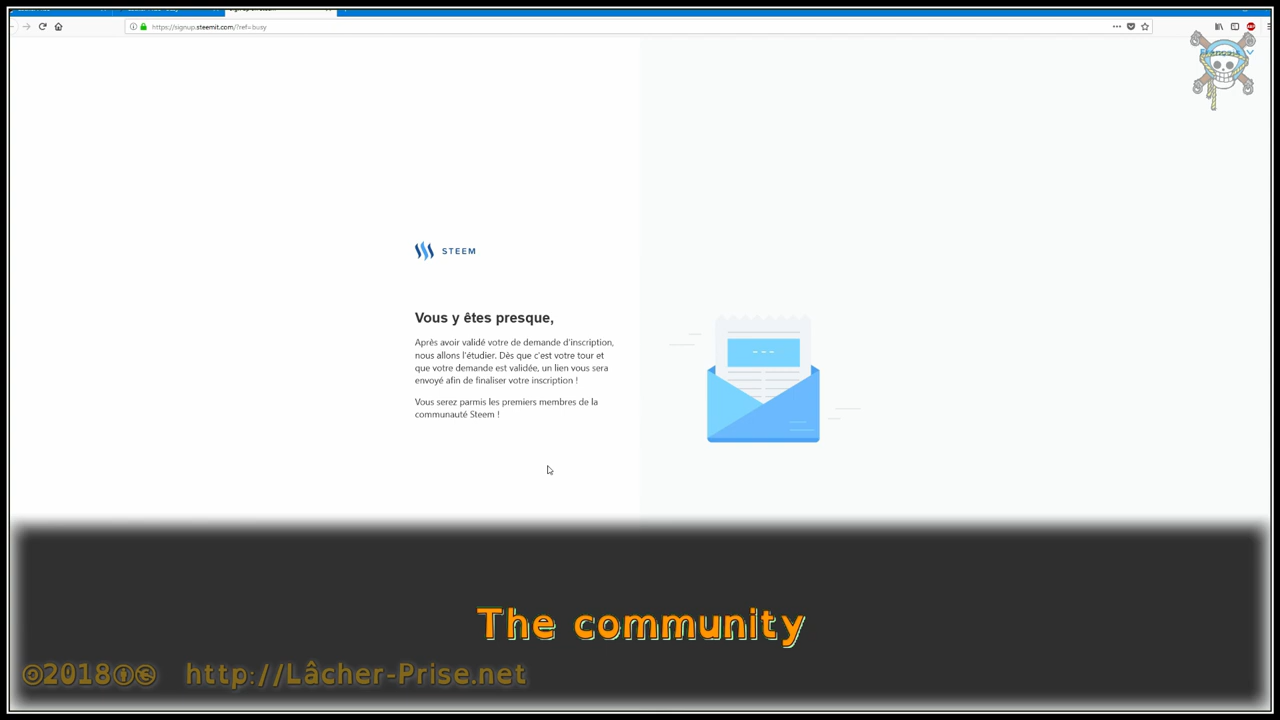 https://signup.steemit.com/?ref=busy
STEEM
Vous y êtes presque,
Après avoir validé votre de demande d'inscription,
nous allons l'étudier. Dès que c'est votre tour et
que votre demande est validée, un lien vous sera
envoyé afin de finaliser votre inscription !
Vous serez parmis les premiers membres de la
communauté Steem !
The community
©2018 http://Lâcher-Prise.net